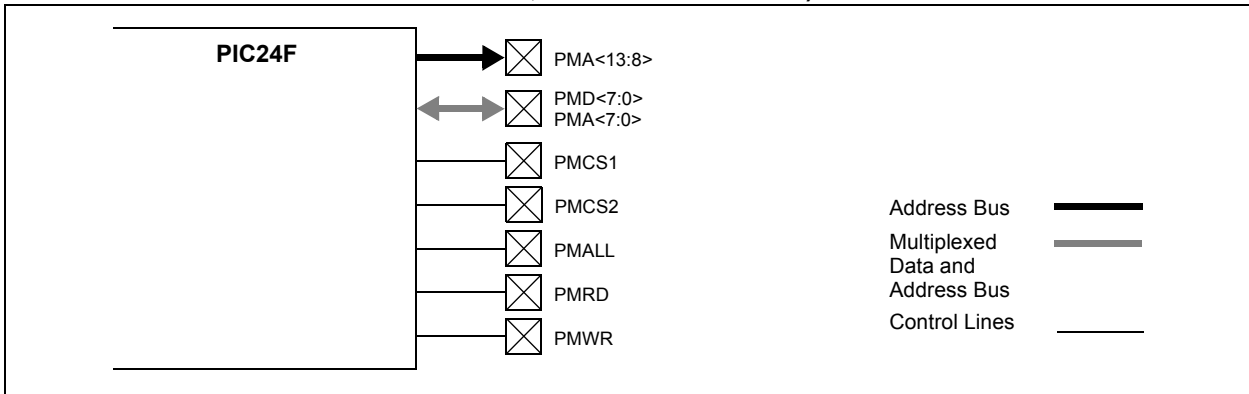 PIC24F
PMA<13:8>
PMD<7:0>
PMA<7:0>
PMCS1
PMCS2
PMALL
PMRD
PMWR
Address Bus
Multiplexed
Data and
Address Bus
Control Lines